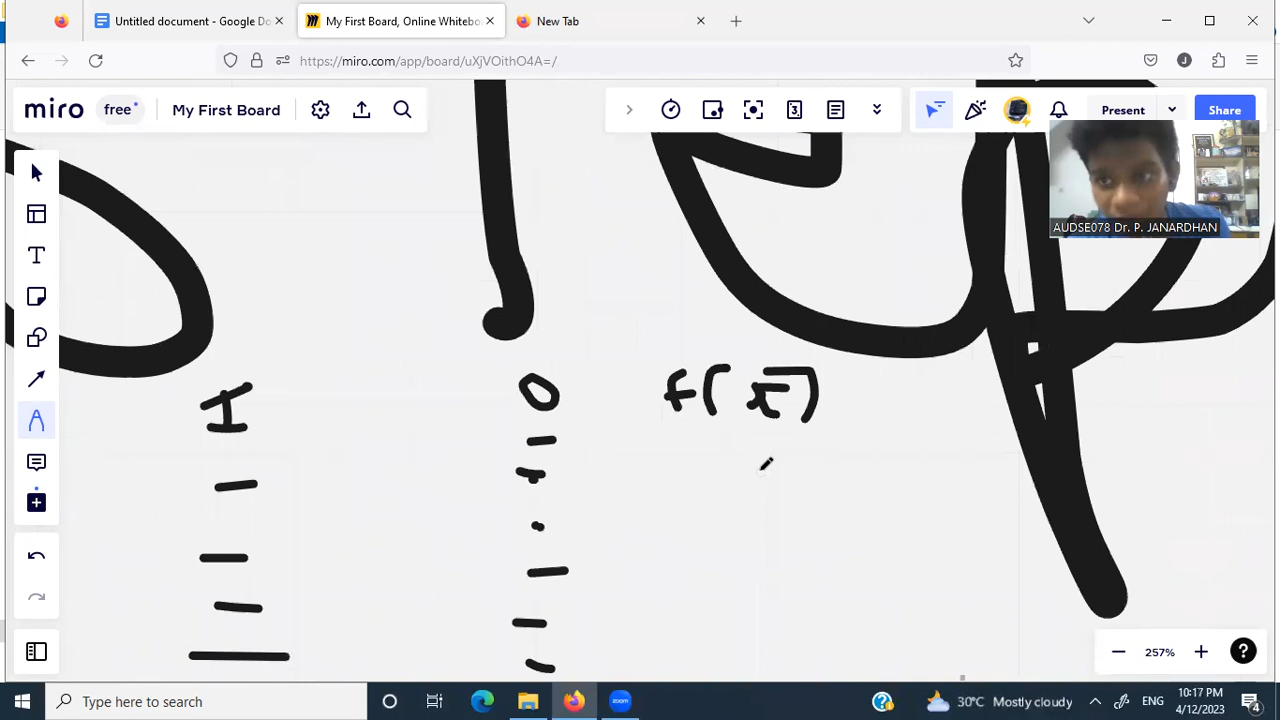 Untitled document - Google Do
My First Board, Online Whitebo
New Tab
https://miro.com/app/board/uXjVOithO4A=/
miro
free
My First Board
Present
Share
AUDSE078 Dr. P. JANARDHAN
I
O
f(x)
257%
Type here to search
zoom
30°C Mostly cloudy
ENG
10:17 PM
4/12/2023
4